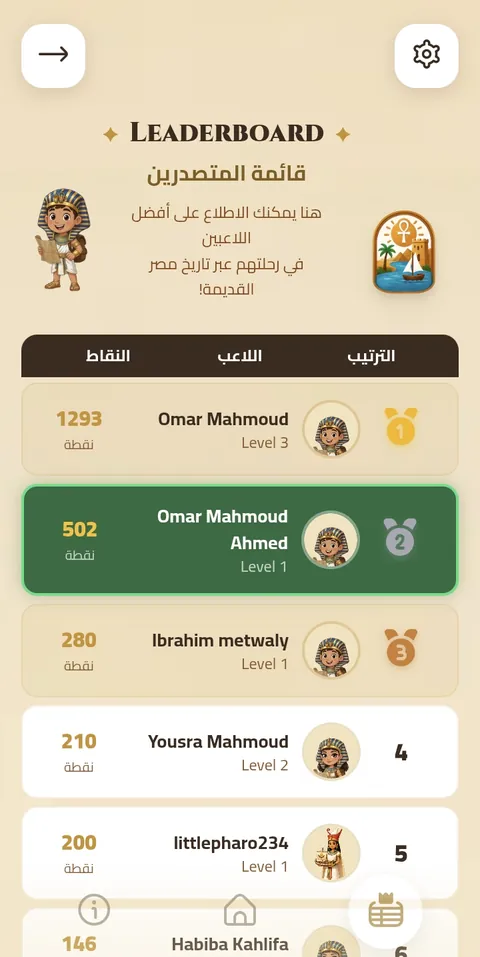 LEADERBOARD
قائمة المتصدرين
هنا يمكنك الاطلاع على أفضل
اللاعبين
في رحلتهم عبر تاريخ مصر
القديمة!
الترتيب اللاعب النقاط
1 Omar Mahmoud 1293
Level 3 نقطة
2 Omar Mahmoud Ahmed 502
Level 1 نقطة
3 Ibrahim metwaly 280
Level 1 نقطة
4 Yousra Mahmoud 210
Level 2 نقطة
5 littlepharo234 200
Level 1 نقطة
6 Habiba Kahlifa 146